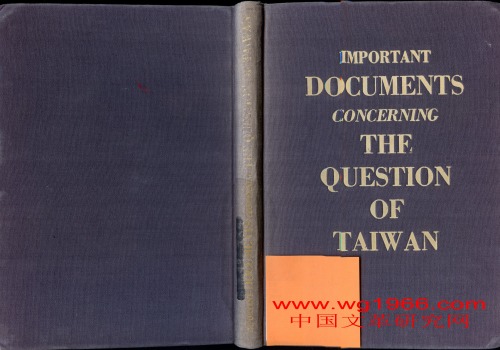 IMPORTANT
DOCUMENTS
CONCERNING
THE
QUESTION
OF
TAIWAN
www.wg1966.com
中国文革研究网